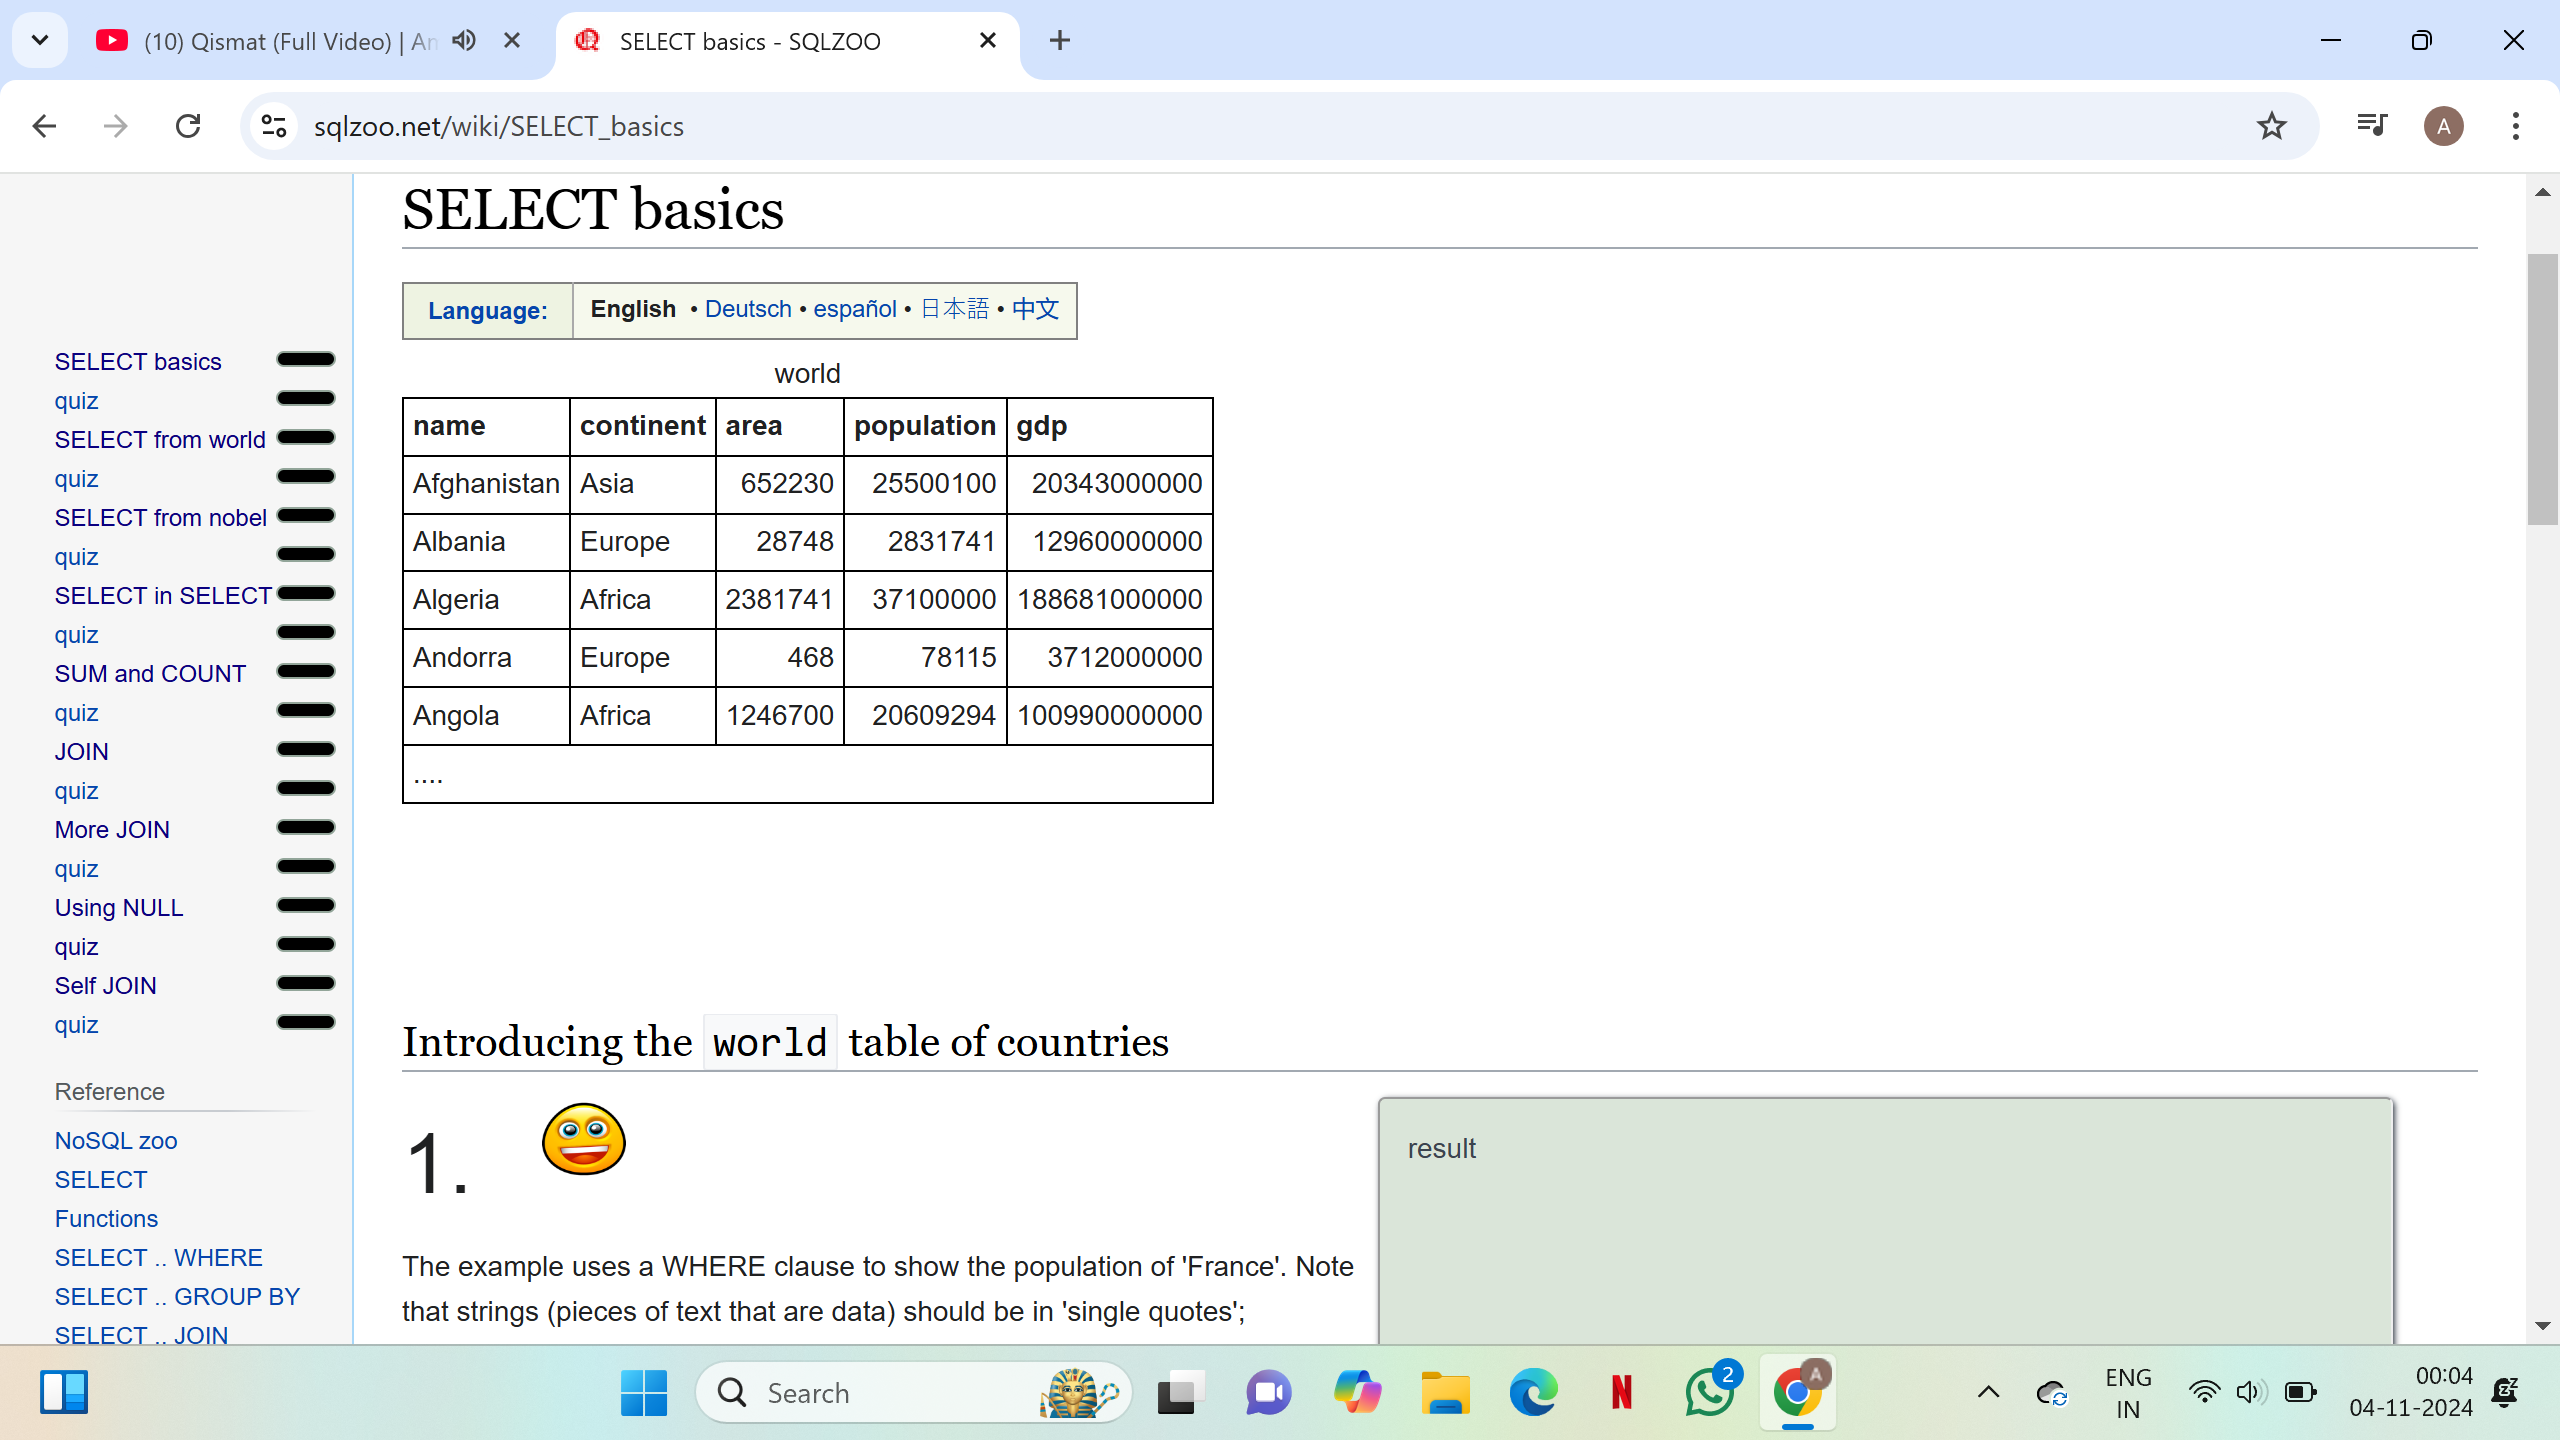 (10) Qismat (Full Video) | Am
SELECT basics - SQLZOO
sqlzoo.net/wiki/SELECT_basics
A
SELECT basics
Language: English • Deutsch • español • 日本語 • 中文
world
name continent area population gdp
Afghanistan Asia 652230 25500100 20343000000
Albania Europe 28748 2831741 12960000000
Algeria Africa 2381741 37100000 188681000000
Andorra Europe 468 78115 3712000000
Angola Africa 1246700 20609294 100990000000
....
SELECT basics
quiz
SELECT from world
quiz
SELECT from nobel
quiz
SELECT in SELECT
quiz
SUM and COUNT
quiz
JOIN
quiz
More JOIN
quiz
Using NULL
quiz
Self JOIN
quiz
Reference
NoSQL zoo
SELECT
Functions
SELECT .. WHERE
SELECT .. GROUP BY
SELECT .. JOIN
Introducing the world table of countries
1.
The example uses a WHERE clause to show the population of 'France'. Note
that strings (pieces of text that are data) should be in 'single quotes';
result
Search
2
A
ENG
IN
00:04
04-11-2024